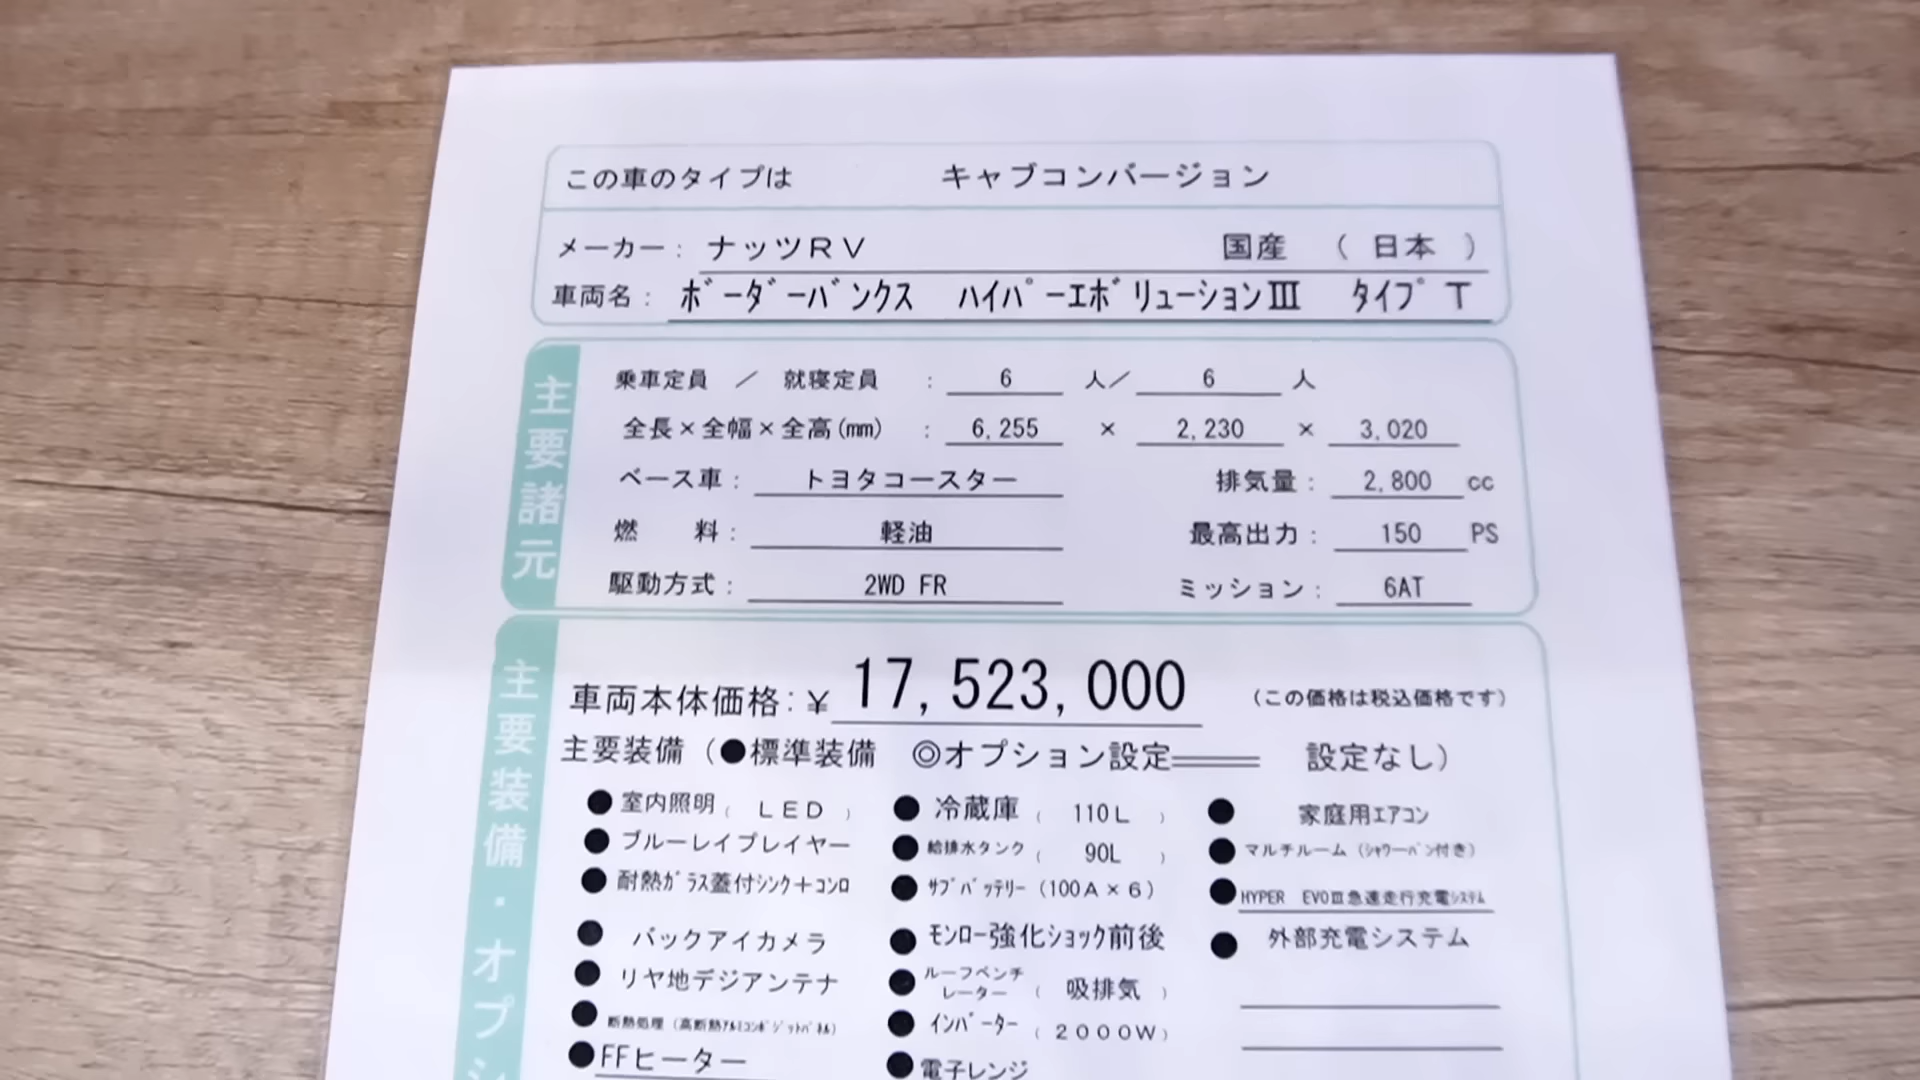 この車のタイプは キャブコンバージョン
メーカー: ナッツRV 国産 ( 日本 )
車両名: ﾎﾞｰﾀﾞｰﾊﾞﾝｸｽ ﾊｲﾊﾟｰｴﾎﾞﾘｭｰｼｮﾝⅢ ﾀｲﾌﾟ T
主要諸元
乗車定員 / 就寝定員 : 6 人/ 6 人
全長×全幅×全高(㎜) : 6,255 × 2,230 × 3,020
ベース車: トヨタコースター 排気量: 2,800 cc
燃 料: 軽油 最高出力: 150 PS
駆動方式: 2WD FR ミッション: 6AT
主要装備・オプシ
車両本体価格:¥ 17,523,000 (この価格は税込価格です)
主要装備(●標準装備 ◎オプション設定══ 設定なし)
●室内照明( LED ) ●冷蔵庫( 110L ) ● 家庭用ｴｱｺﾝ
●ブルーレイプレイヤー ●給排水タンク( 90L ) ●マルチルーム(ｼｬﾜｰﾊﾟﾝ付き)
●耐熱ｶﾞﾗｽ蓋付ｼﾝｸ+ｺﾝﾛ ●ｻﾌﾞﾊﾞｯﾃﾘｰ(100A×6) ●HYPER EVOⅢ急速走行充電ｼｽﾃﾑ
●バックアイカメラ ●ﾓﾝﾛｰ強化ｼｮｯｸ前後 ●外部充電システム
●リヤ地デジアンテナ ●ルーフベンチレーター( 吸排気 )
●断熱処理(高断熱ｱﾙﾐｺﾝﾎﾟｼﾞｯﾄﾊﾟﾈﾙ) ●ｲﾝﾊﾞｰﾀｰ(2000W)
●FFヒーター ●電子レンジ